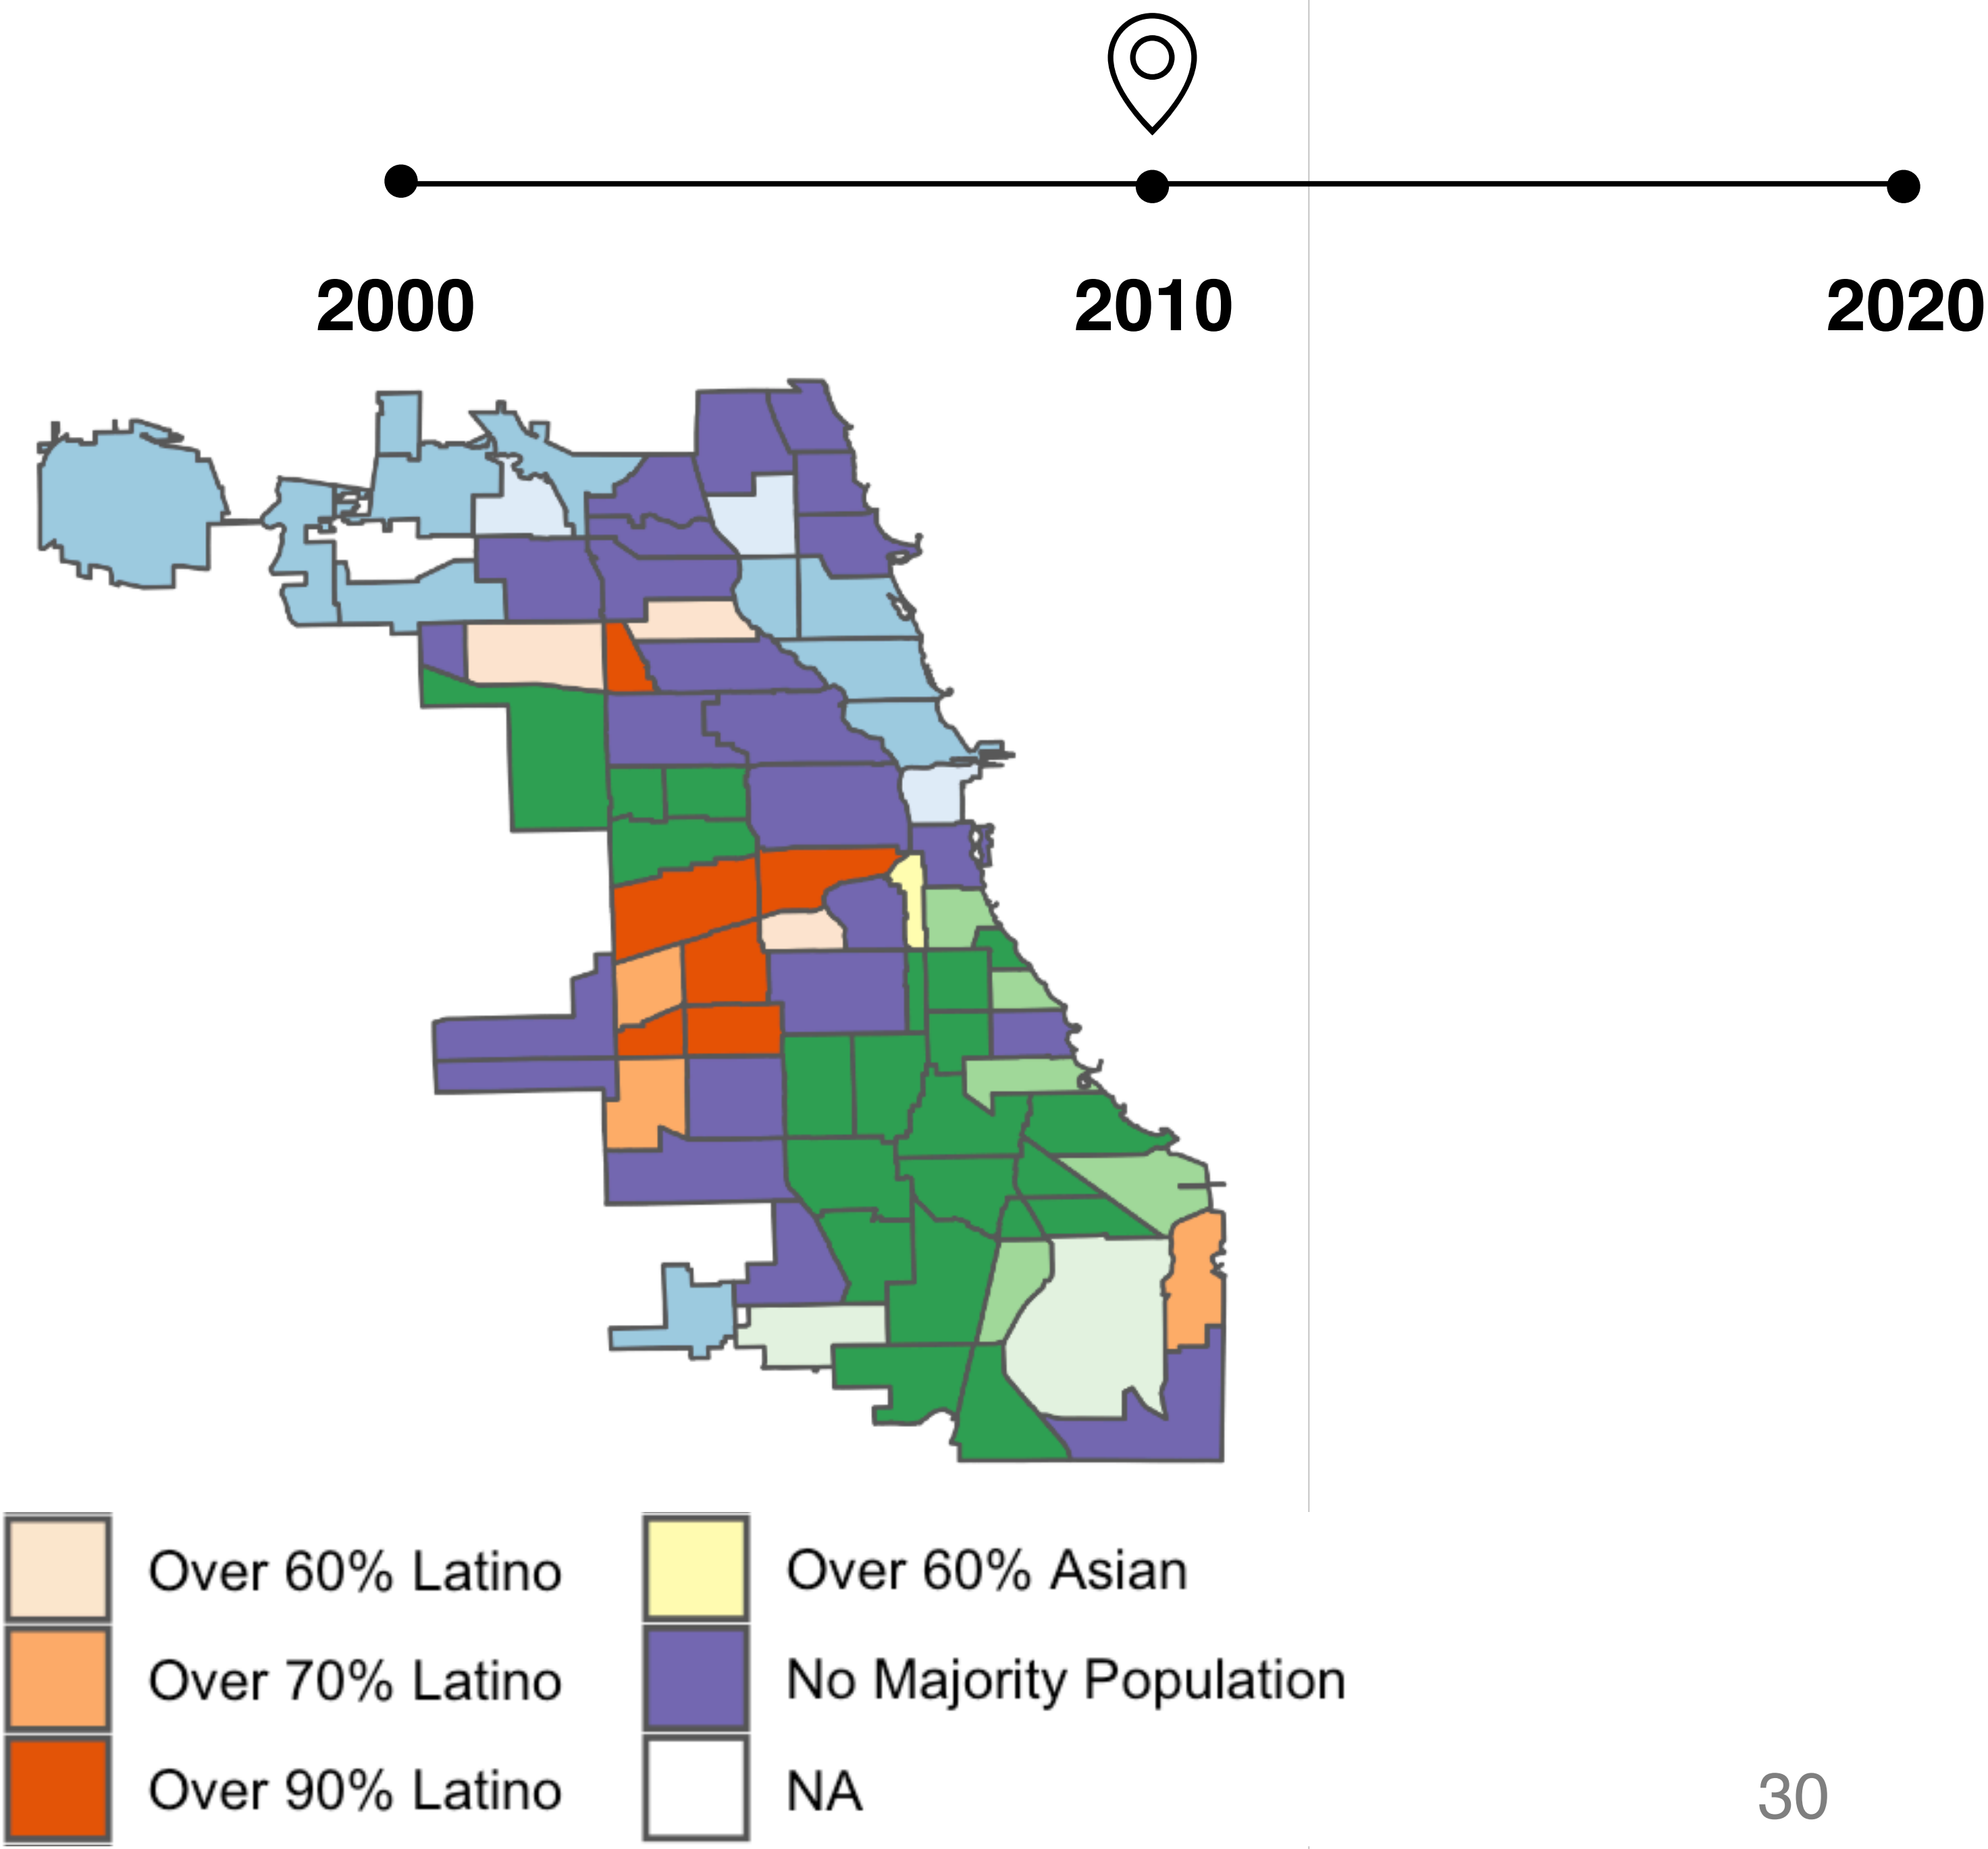 2000 2010 2020
Over 60% Latino
Over 70% Latino
Over 90% Latino
Over 60% Asian
No Majority Population
NA
30